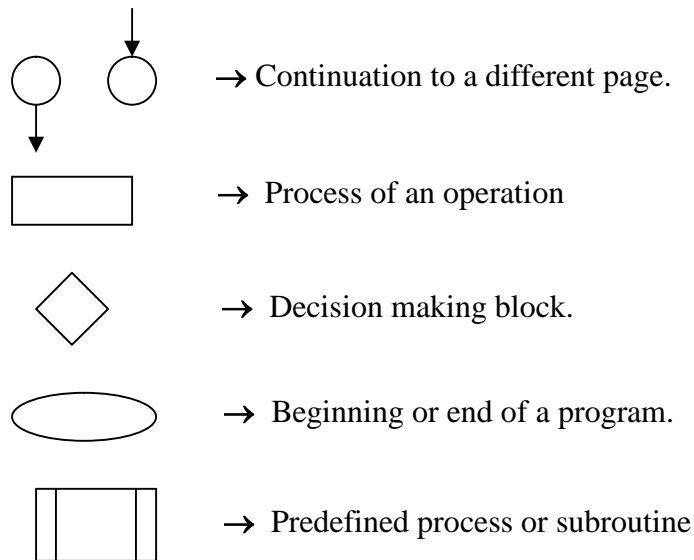 → Continuation to a different page.
→ Process of an operation
→ Decision making block.
→ Beginning or end of a program.
→ Predefined process or subroutine